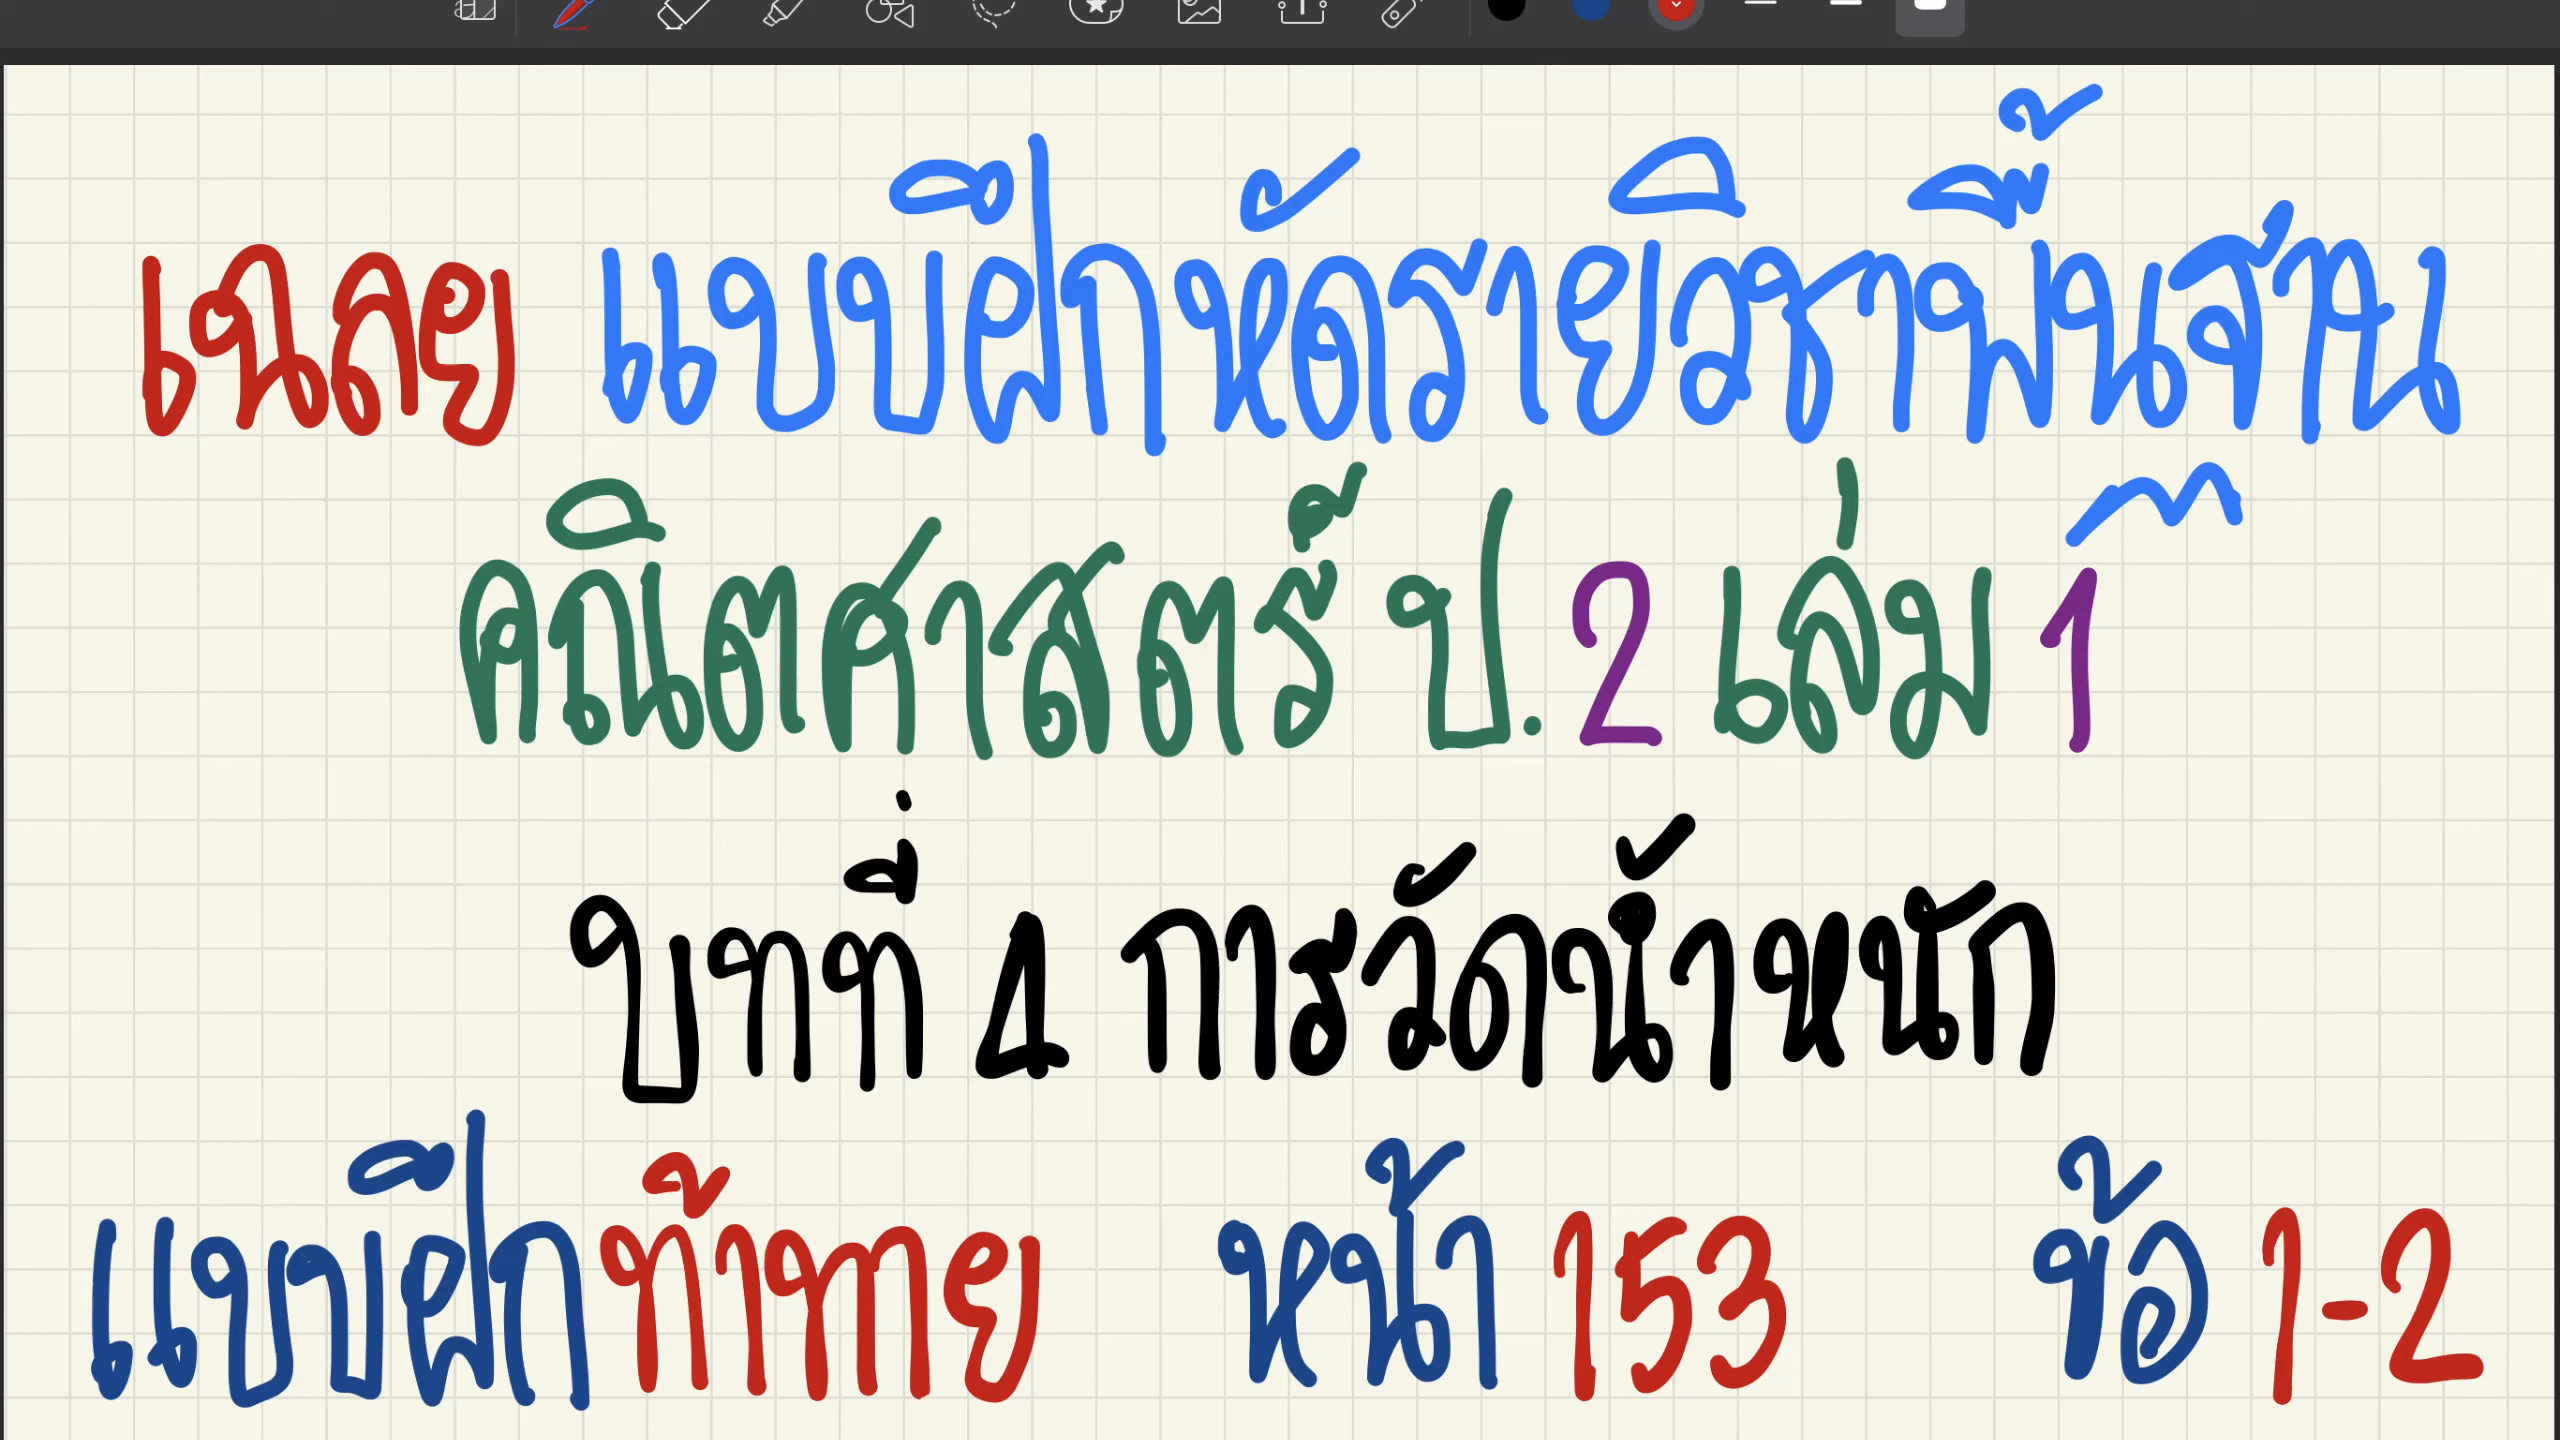 เฉลย แบบฝึกหัดรายวิชาพื้นฐาน
คณิตศาสตร์ ป.2 เล่ม 1
บทที่ 4 การวัดน้ำหนัก
แบบฝึกท้าทาย หน้า 153 ข้อ 1-2